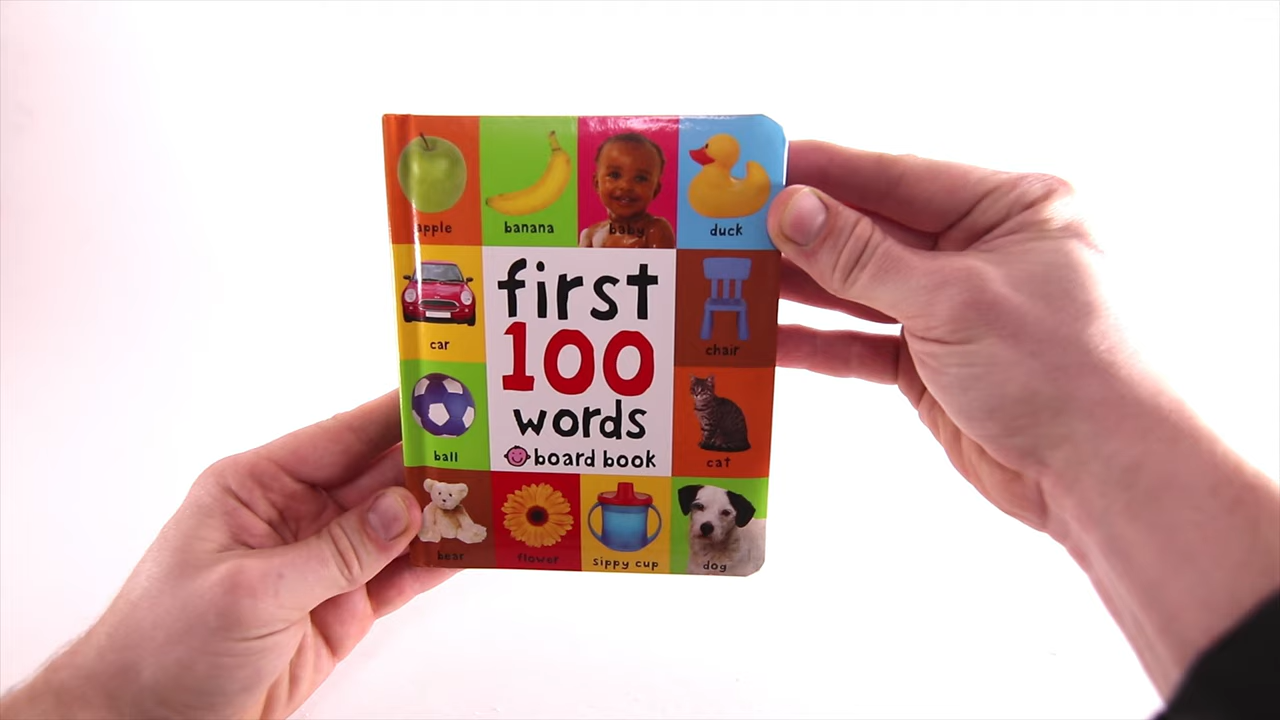 apple banana baby duck
first
car
100
chair
words
ball
board book
cat
bear flower sippy cup dog